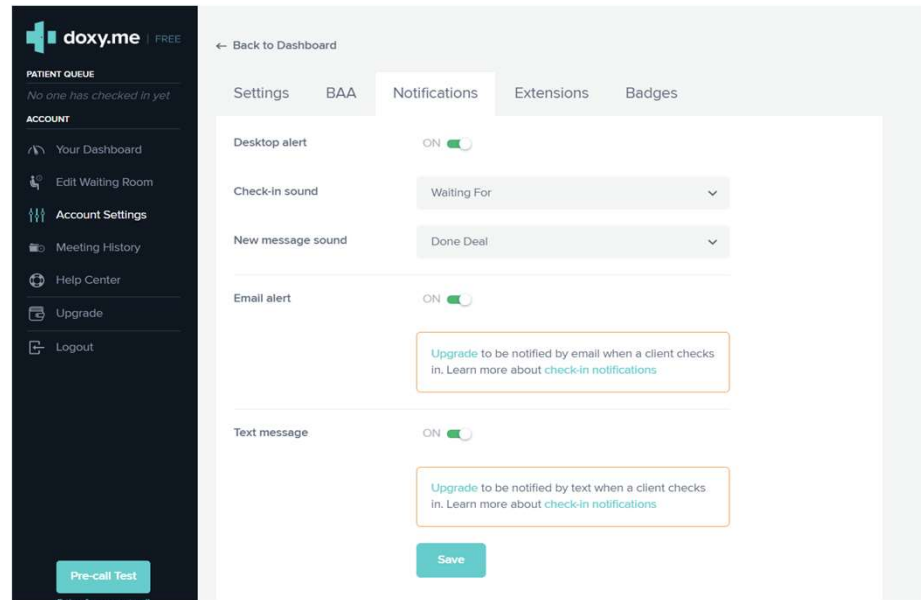 doxy.me | FREE
PATIENT QUEUE
No one has checked in yet
ACCOUNT
Your Dashboard
Edit Waiting Room
Account Settings
Meeting History
Help Center
Upgrade
Logout
Pre-call Test
← Back to Dashboard
Settings BAA Notifications Extensions Badges
Desktop alert ON
Check-in sound Waiting For
New message sound Done Deal
Email alert ON
Upgrade to be notified by email when a client checks
in. Learn more about check-in notifications
Text message ON
Upgrade to be notified by text when a client checks
in. Learn more about check-in notifications
Save